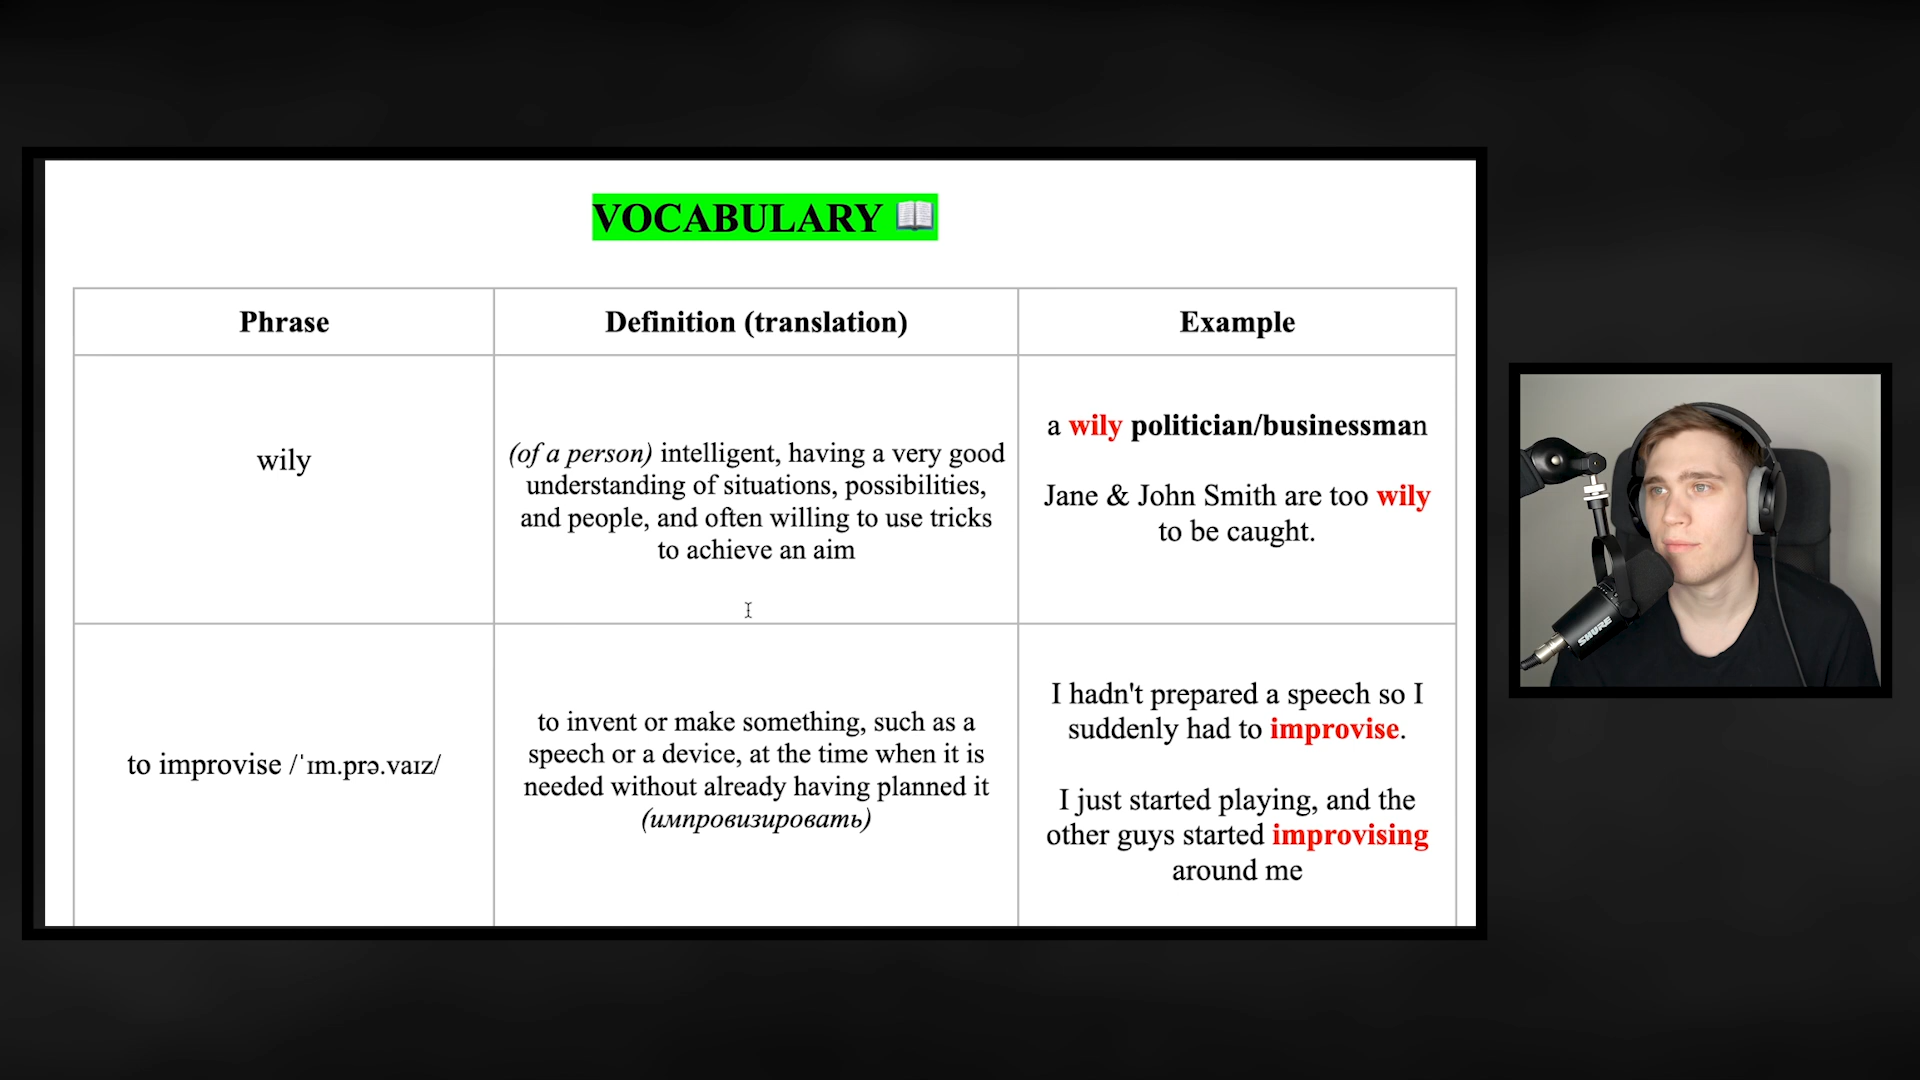 VOCABULARY 📖
Phrase
Definition (translation)
Example
wily
(of a person) intelligent, having a very good
understanding of situations, possibilities,
and people, and often willing to use tricks
to achieve an aim
a wily politician/businessman
Jane & John Smith are too wily
to be caught.
to improvise /ˈɪm.prə.vaɪz/
to invent or make something, such as a
speech or a device, at the time when it is
needed without already having planned it
(импровизировать)
I hadn't prepared a speech so I
suddenly had to improvise.
I just started playing, and the
other guys started improvising
around me
SHURE